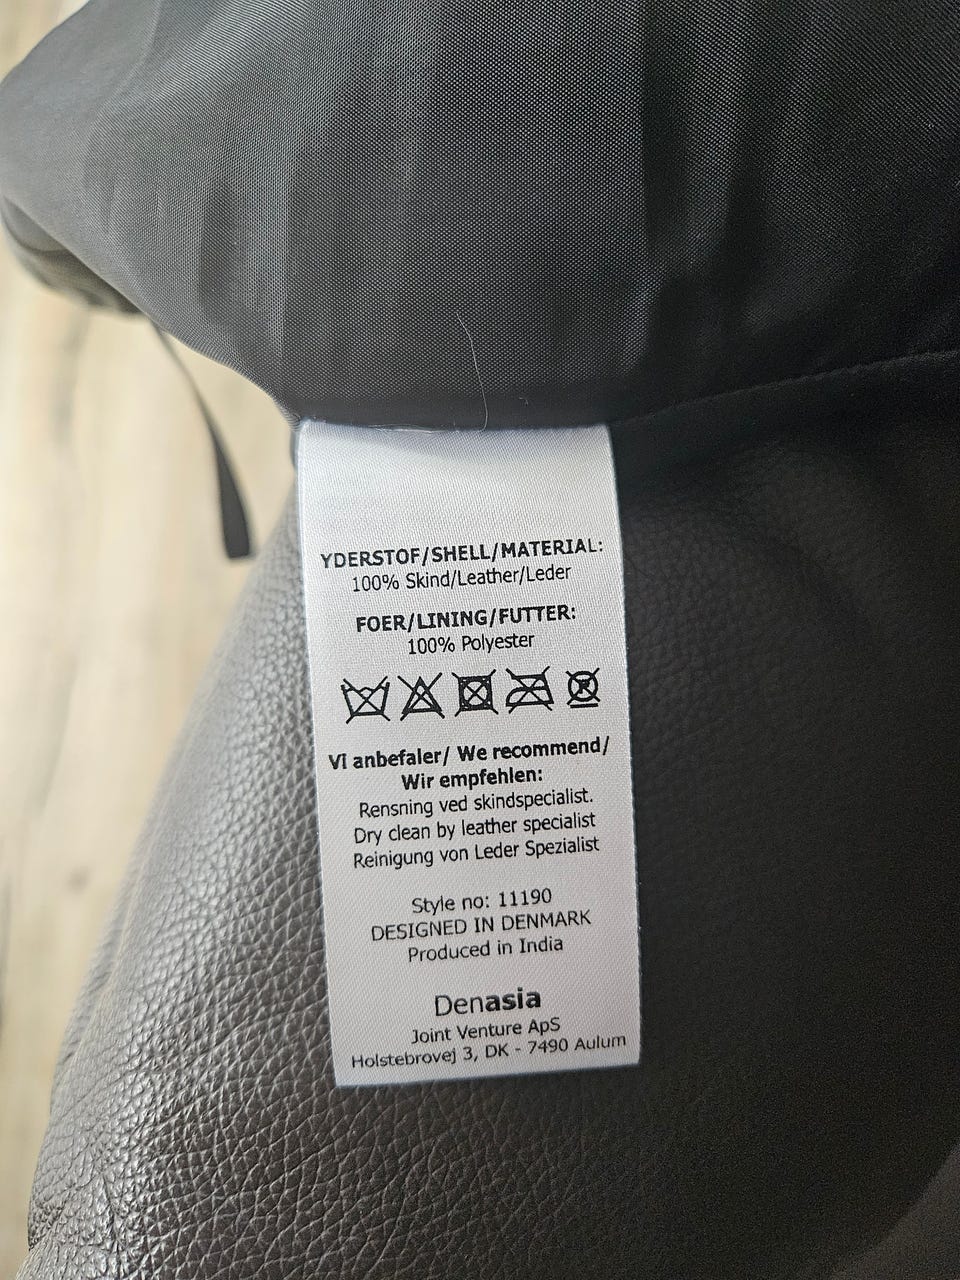 YDERSTOF/SHELL/MATERIAL:
100% Skind/Leather/Leder
FOER/LINING/FUTTER:
100% Polyester
VI anbefaler/ We recommend/
Wir empfehlen:
Rensning ved skindspecialist.
Dry clean by leather specialist
Reinigung von Leder Spezialist
Style no: 11190
DESIGNED IN DENMARK
Produced in India
Denasia
Joint Venture ApS
Holstebrovej 3, DK - 7490 Aulum